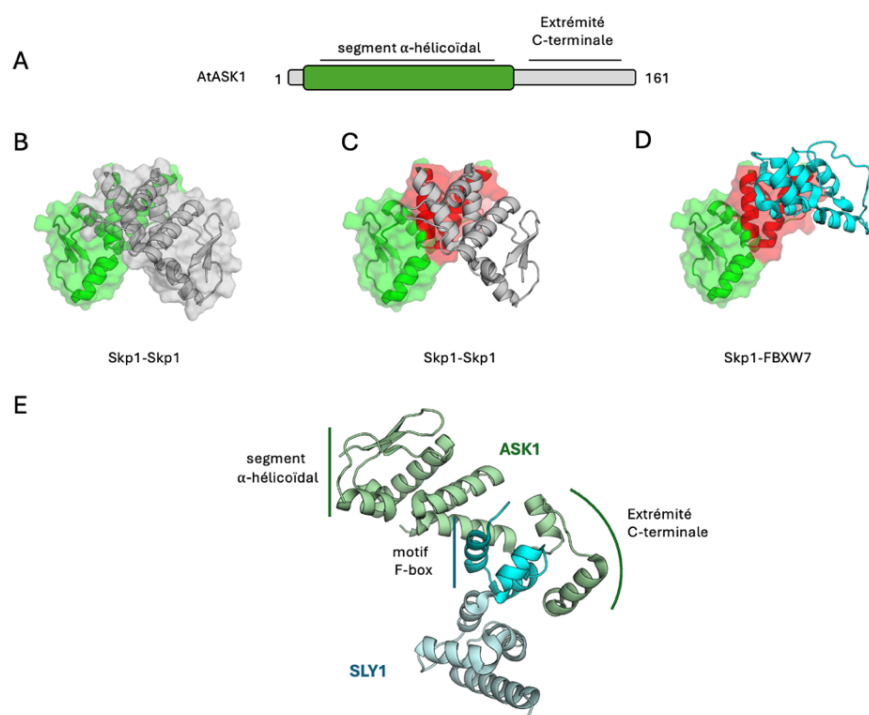 A
segment α-hélicoïdal
Extrémité
C-terminale
AtASK1
1
161
B
C
D
Skp1-Skp1
Skp1-Skp1
Skp1-FBXW7
E
segment
α-hélicoïdal
ASK1
Extrémité
C-terminale
motif
F-box
SLY1